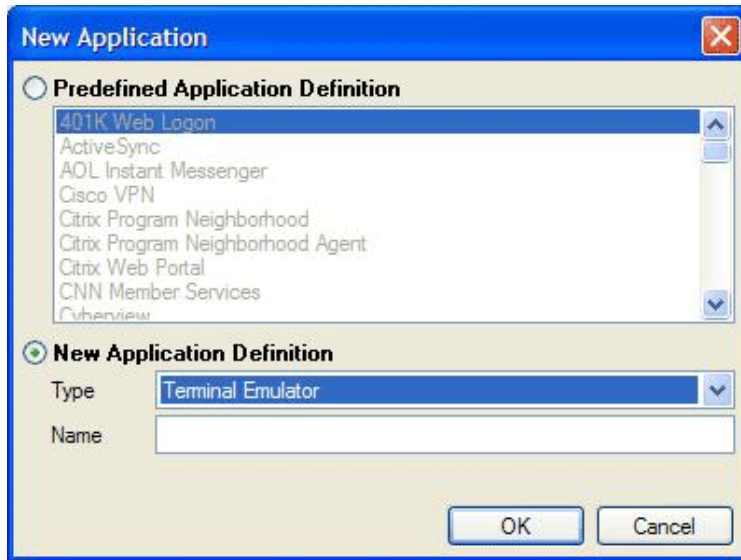 New Application
Predefined Application Definition
401K Web Logon
ActiveSync
AOL Instant Messenger
Cisco VPN
Citrix Program Neighborhood
Citrix Program Neighborhood Agent
Citrix Web Portal
CNN Member Services
Cyberview
New Application Definition
Type Terminal Emulator
Name
OK Cancel